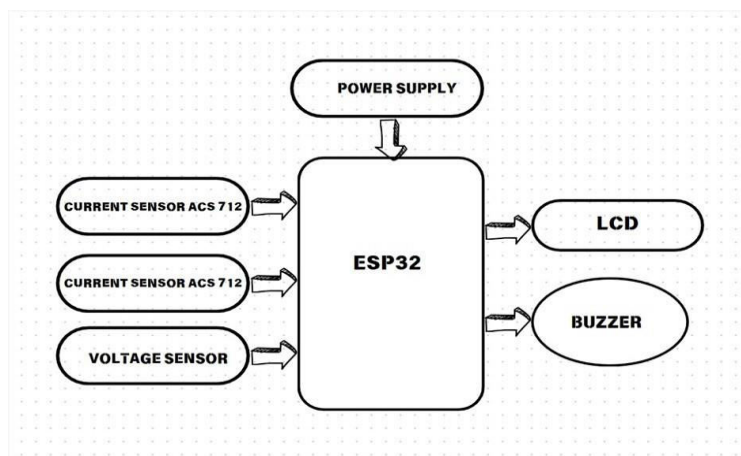 POWER SUPPLY
CURRENT SENSOR ACS 712
CURRENT SENSOR ACS 712
VOLTAGE SENSOR
ESP32
LCD
BUZZER